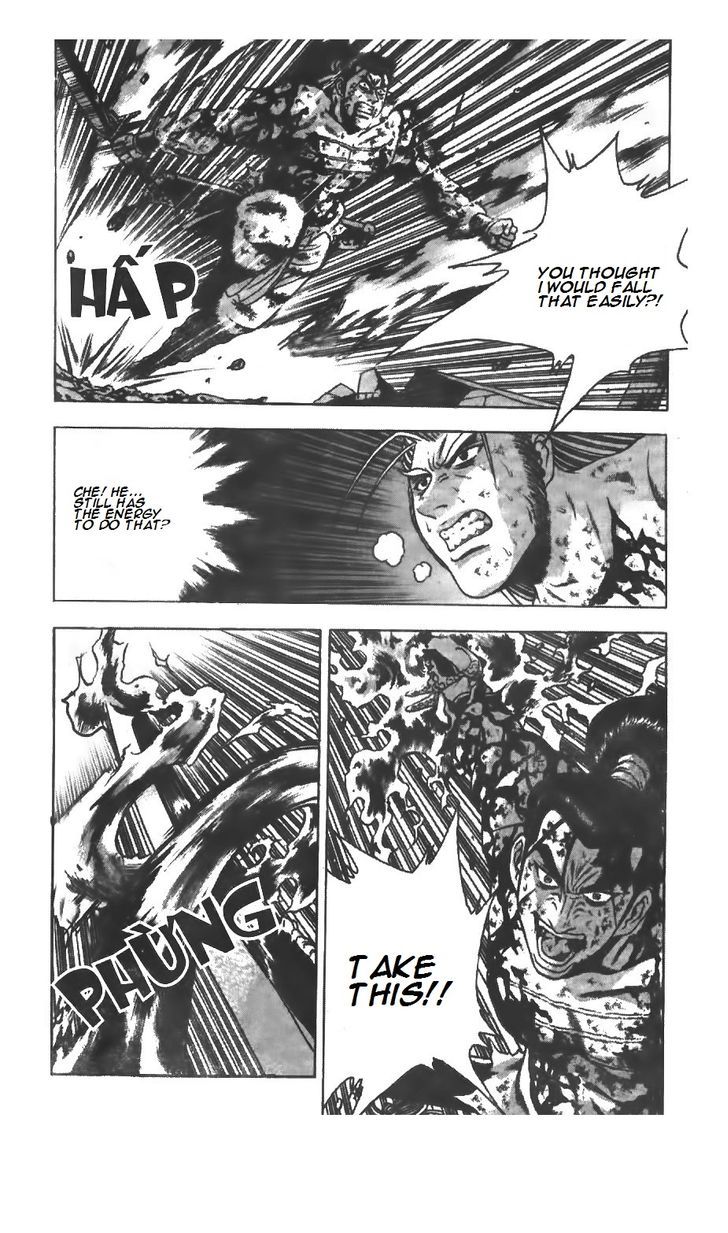 HẤP
YOU THOUGHT
I WOULD FALL
THAT EASILY?!
CHE! HE...
STILL HAS
THE ENERGY
TO DO THAT?
PHÙNG
TAKE
THIS!!